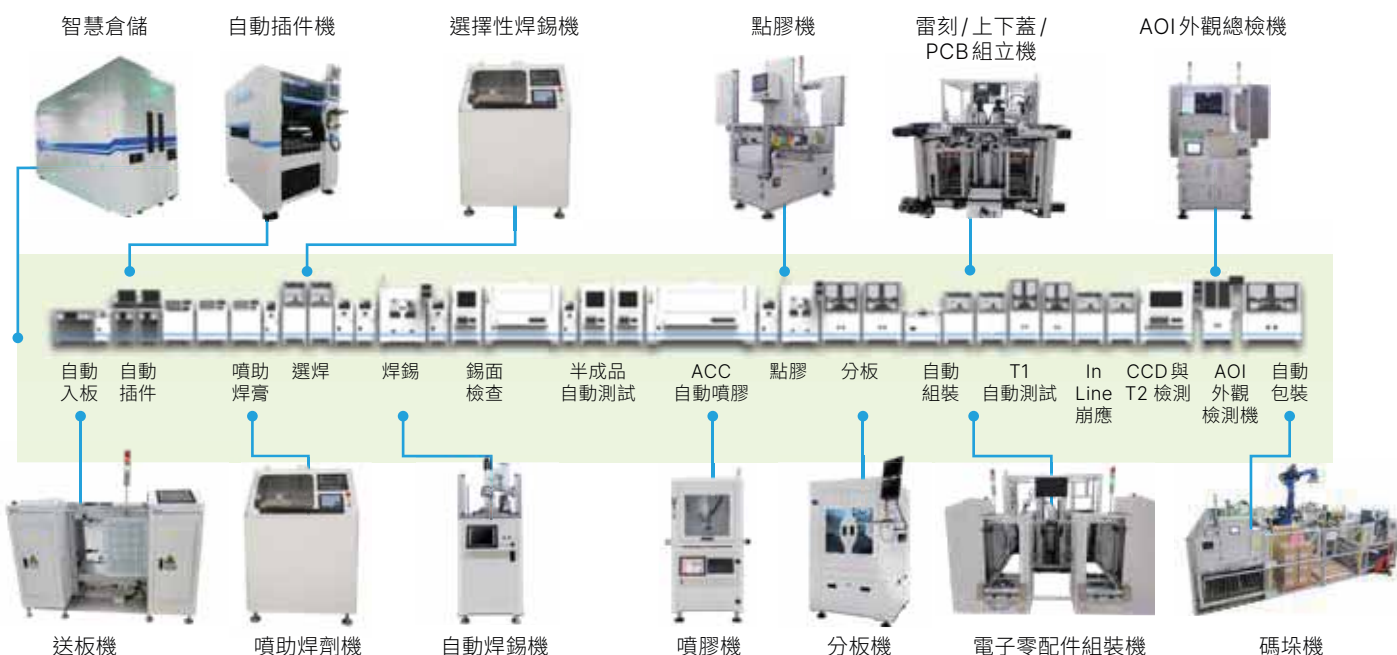 智慧倉儲
自動插件機
選擇性焊錫機
點膠機
雷刻/上下蓋/
PCB組立機
AOI外觀總檢機
自動
入板
自動
插件
噴助
焊膏
選焊
焊錫
錫面
檢查
半成品
自動測試
ACC
自動噴膠
點膠
分板
自動
組裝
T1
自動測試
In
Line
崩應
CCD與
T2 檢測
AOI
外觀
檢測機
自動
包裝
送板機
噴助焊劑機
自動焊錫機
噴膠機
分板機
電子零配件組裝機
碼垛機